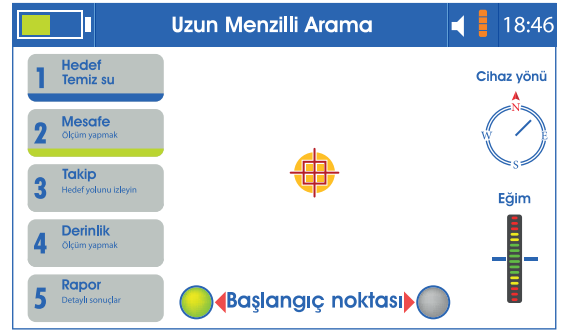 Uzun Menzilli Arama
18:46
1
Hedef
Temiz su
2
Mesafe
Ölçüm yapmak
3
Takip
Hedef yolunu izleyin
4
Derinlik
Ölçüm yapmak
5
Rapor
Detaylı sonuçlar
Cihaz yönü
N
W
E
S
Eğim
Başlangıç noktası